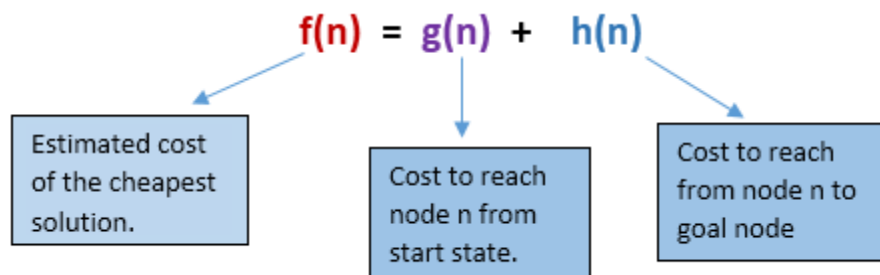 f(n) = g(n) + h(n)
Estimated cost
of the cheapest
solution.
Cost to reach
node n from
start state.
Cost to reach
from node n to
goal node